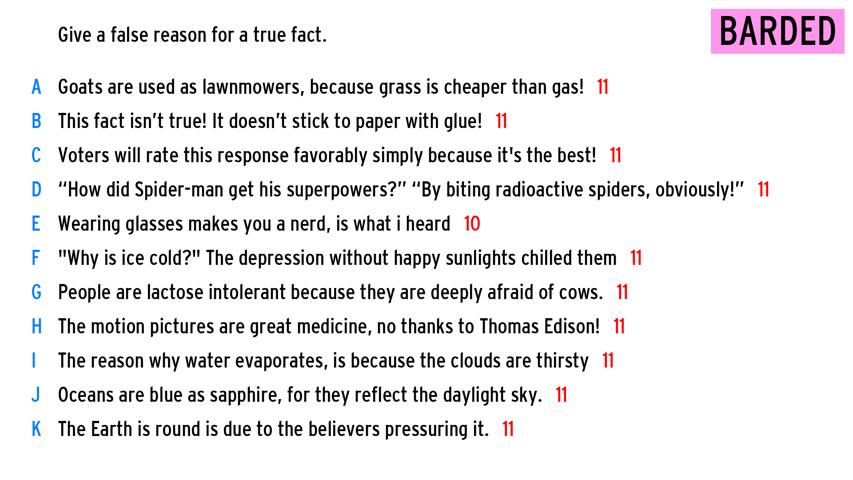 Give a false reason for a true fact.
BARDED
A Goats are used as lawnmowers, because grass is cheaper than gas! 11
B This fact isn't true! It doesn't stick to paper with glue! 11
C Voters will rate this response favorably simply because it's the best! 11
D “How did Spider-man get his superpowers?” “By biting radioactive spiders, obviously!” 11
E Wearing glasses makes you a nerd, is what i heard 10
F "Why is ice cold?" The depression without happy sunlights chilled them 11
G People are lactose intolerant because they are deeply afraid of cows. 11
H The motion pictures are great medicine, no thanks to Thomas Edison! 11
I The reason why water evaporates, is because the clouds are thirsty 11
J Oceans are blue as sapphire, for they reflect the daylight sky. 11
K The Earth is round is due to the believers pressuring it. 11